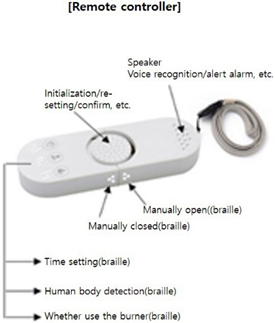 [Remote controller]
Speaker
Voice recognition/alert alarm, etc.
Initialization/re-
setting/confirm, etc.
Manually open((braille)
Manually closed(braille)
Time setting(braille)
Human body detection(braille)
Whether use the burner(braille)